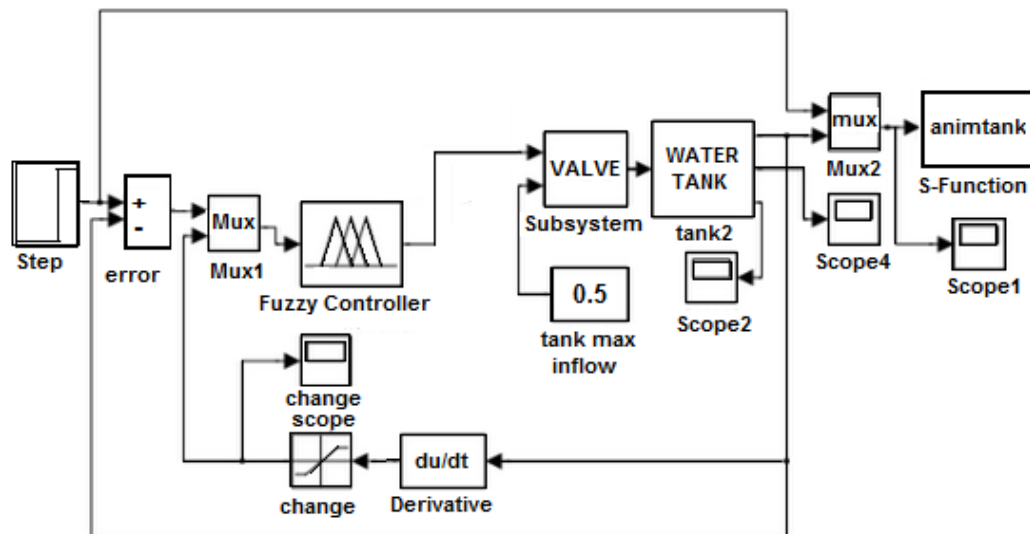 mux
animtank
Mux2
S-Function
VALVE
WATER
TANK
Subsystem
tank2
+
-
Mux
Step
error
Mux1
Fuzzy Controller
0.5
tank max
inflow
Scope2
Scope4
Scope1
change
scope
du/dt
change
Derivative